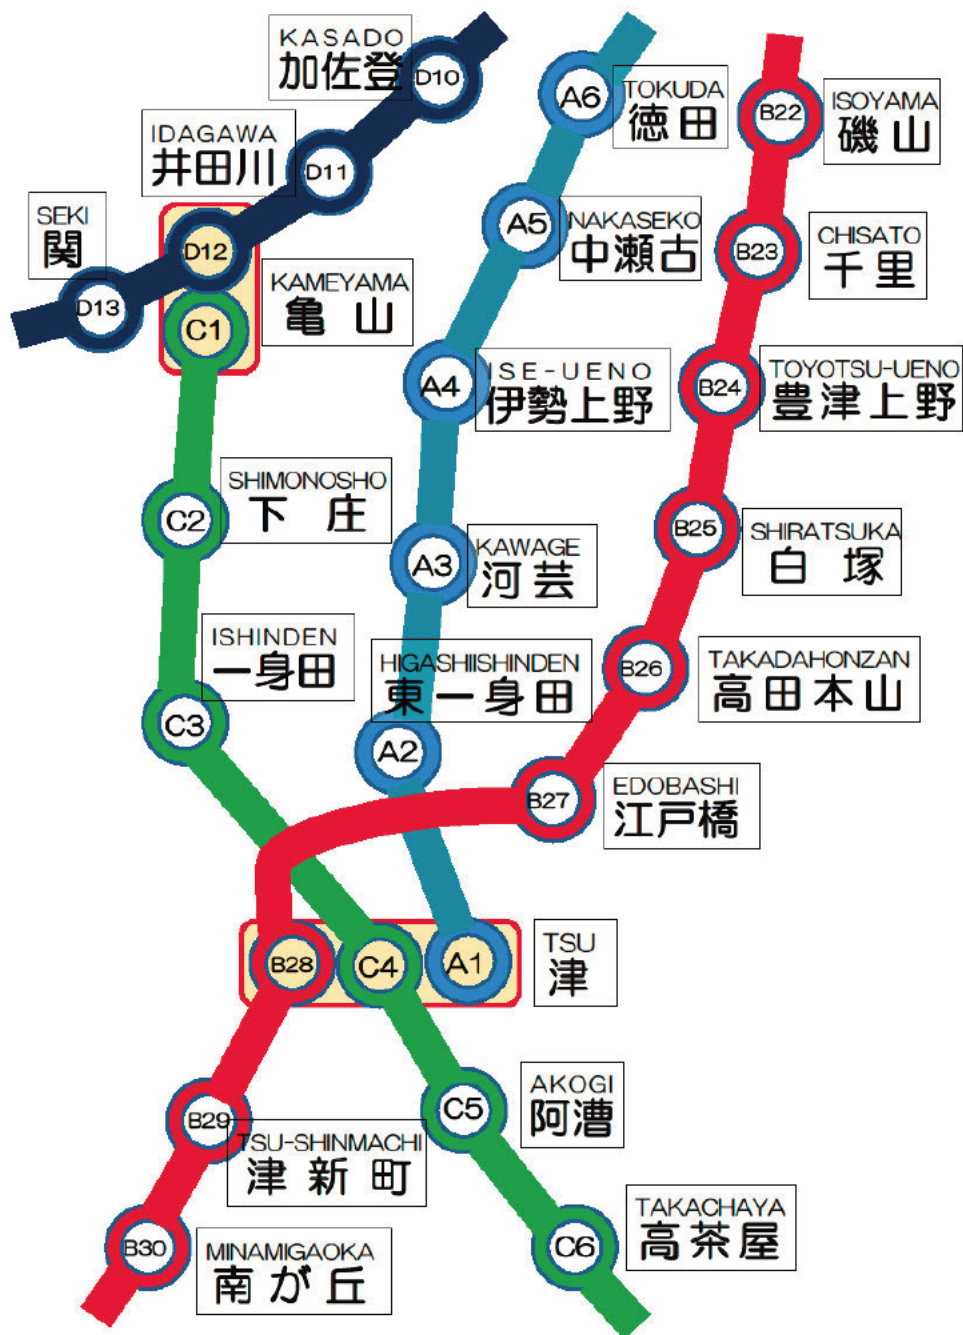 KASADO
加佐登
D10
IDAGAWA
井田川
D11
SEKI
関
D13
D12
C1
KAMEYAMA
亀山
A6
TOKUDA
徳田
A5
NAKASEKO
中瀬古
A4
ISE-UENO
伊勢上野
A3
KAWAGE
河芸
HIGASHIISHINDEN
東一身田
A2
B22
ISOYAMA
磯山
B23
CHISATO
千里
B24
TOYOTSU-UENO
豊津上野
B25
SHIRATSUKA
白塚
B26
TAKADAHONZAN
高田本山
B27
EDOBASHI
江戸橋
C2
SHIMONOSHO
下庄
ISHINDEN
一身田
C3
B28
C4
A1
TSU
津
B29
TSU-SHINMACHI
津新町
C5
AKOGI
阿漕
B30
MINAMIGAOKA
南が丘
C6
TAKACHAYA
高茶屋